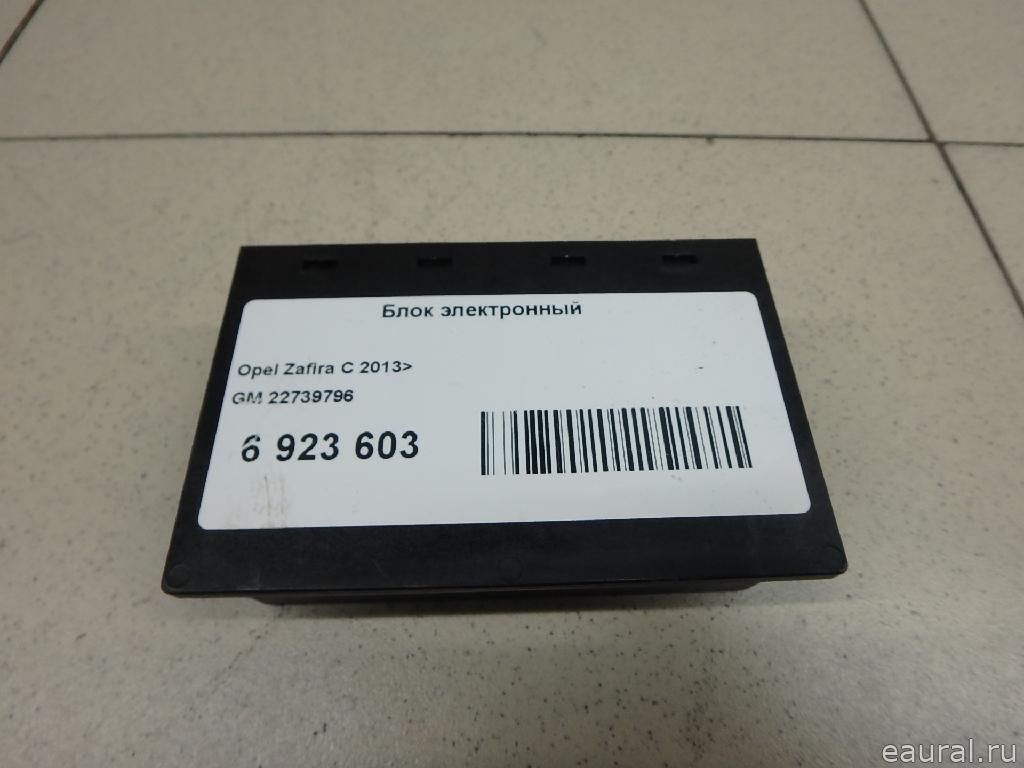 Блок электронный
Opel Zafira C 2013>
GM 22739796
6 923 603
eaural.ru